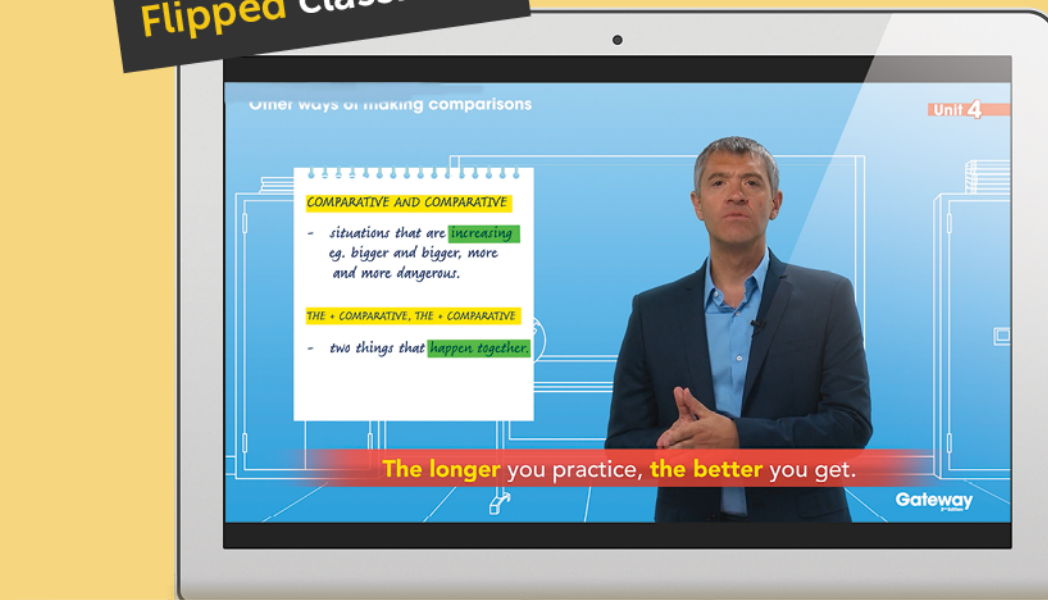 Flipped
Other ways of making comparisons
Unit 4
COMPARATIVE AND COMPARATIVE
- situations that are increasing
eg. bigger and bigger, more
and more dangerous.
THE + COMPARATIVE, THE + COMPARATIVE
- two things that happen together.
The longer you practice, the better you get.
Gateway
2nd Edition